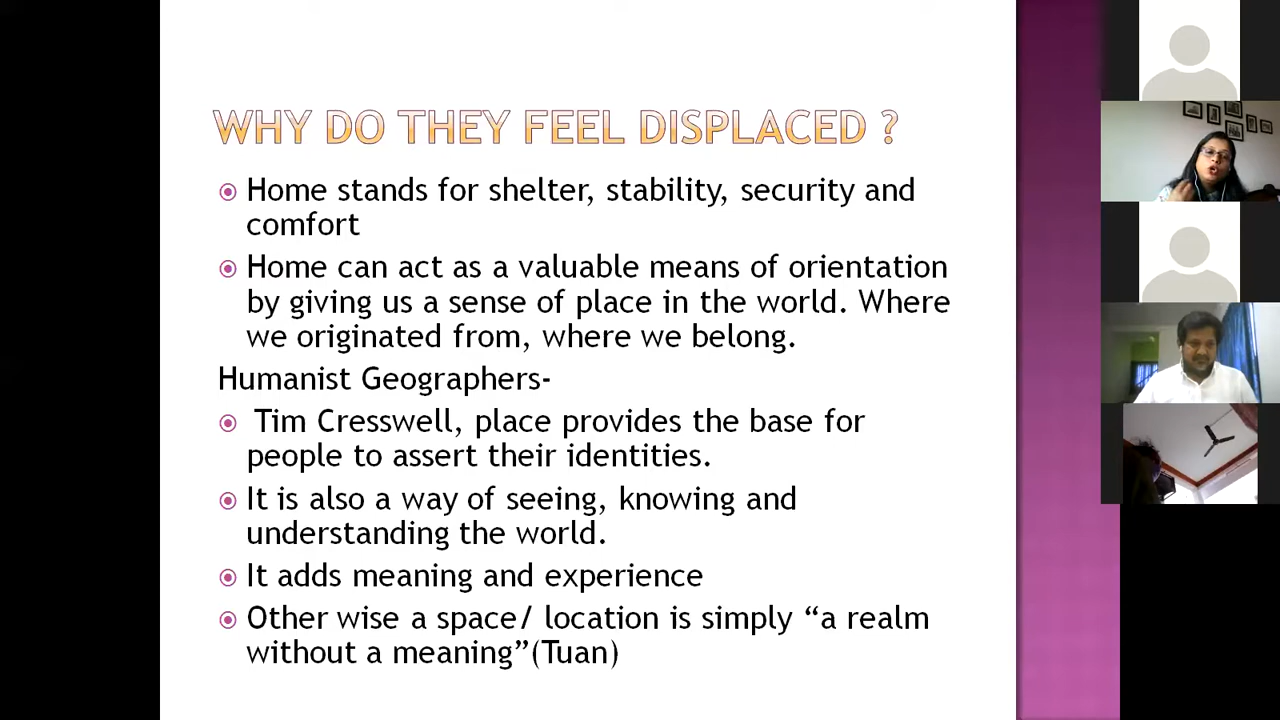 WHY DO THEY FEEL DISPLACED ?
Home stands for shelter, stability, security and
comfort
Home can act as a valuable means of orientation
by giving us a sense of place in the world. Where
we originated from, where we belong.
Humanist Geographers-
Tim Cresswell, place provides the base for
people to assert their identities.
It is also a way of seeing, knowing and
understanding the world.
It adds meaning and experience
Other wise a space/ location is simply “a realm
without a meaning”(Tuan)